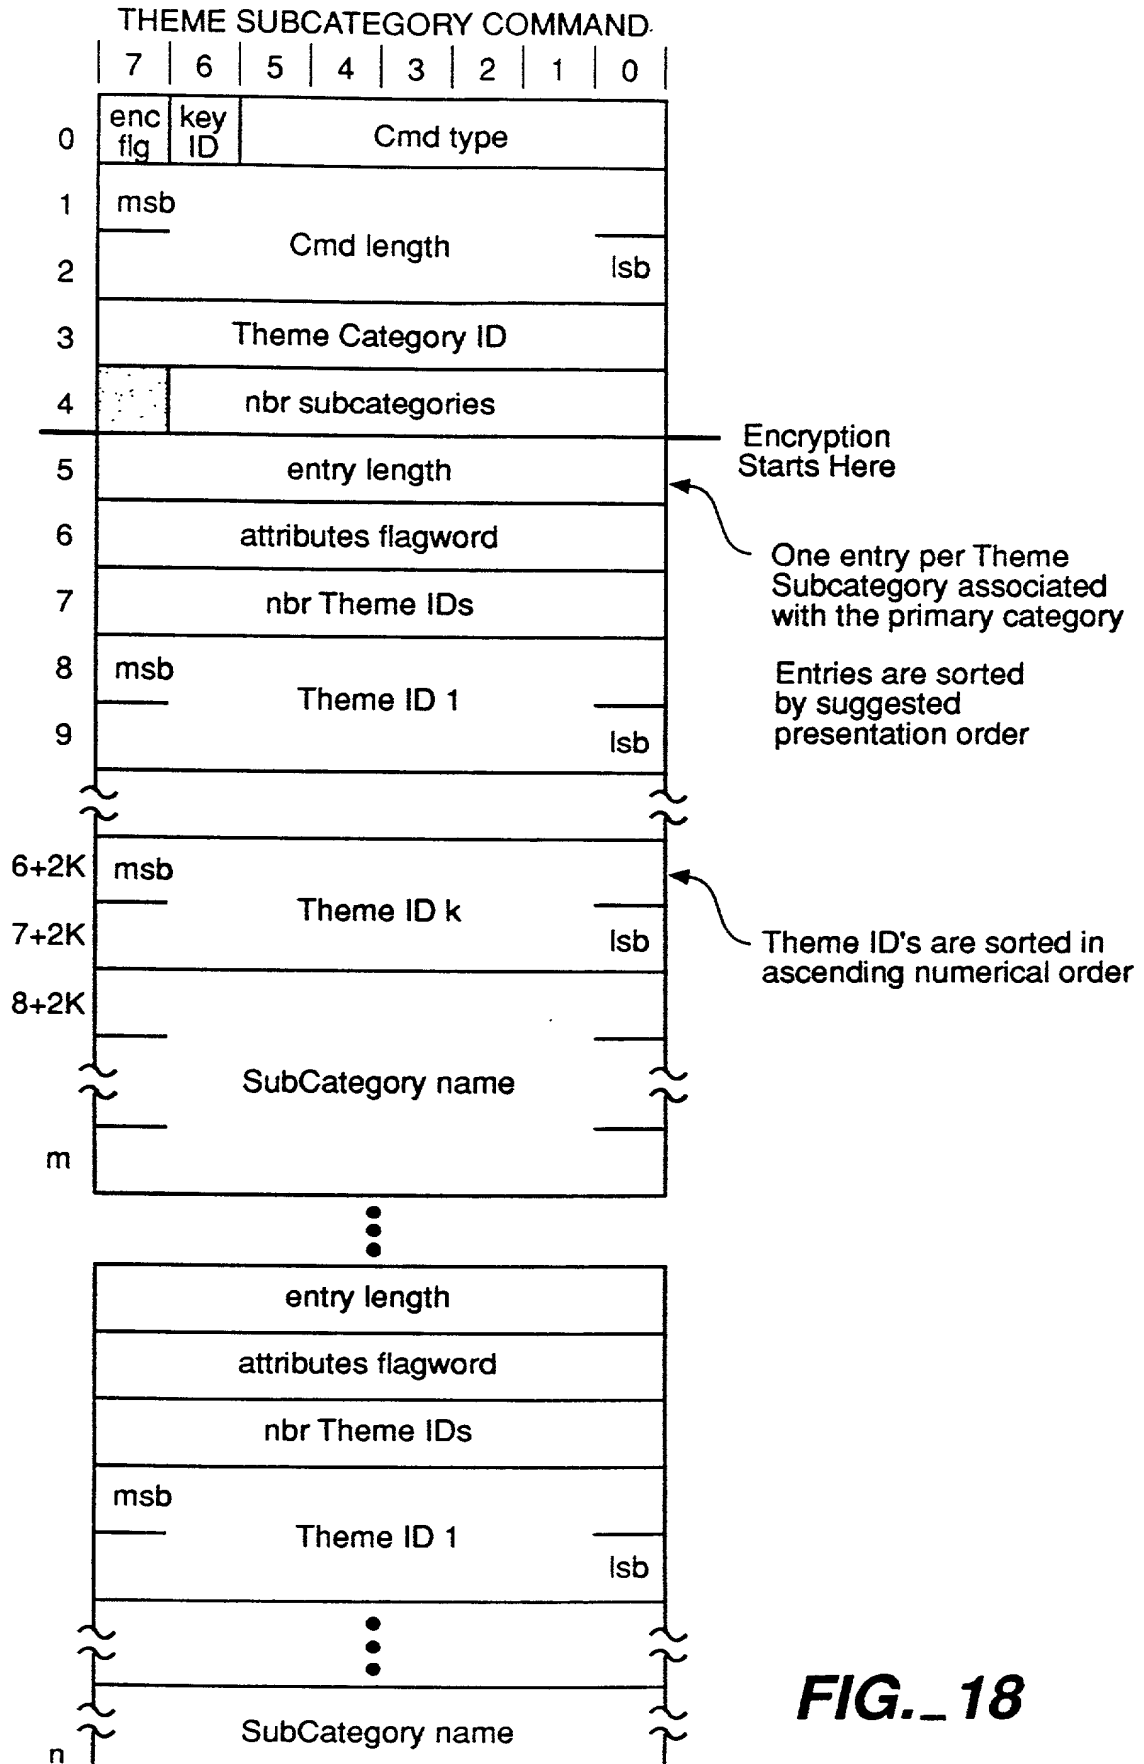 THEME SUBCATEGORY COMMAND
7 6 5 4 3 2 1 0
0 enc flg key ID Cmd type
1 msb
Cmd length
2 lsb
3 Theme Category ID
4 nbr subcategories
Encryption
Starts Here
5 entry length
6 attributes flagword
One entry per Theme
Subcategory associated
with the primary category
7 nbr Theme IDs
8 msb
Theme ID 1
9 lsb
Entries are sorted
by suggested
presentation order
6+2K msb
Theme ID k
7+2K lsb
Theme ID's are sorted in
ascending numerical order
8+2K
SubCategory name
m
entry length
attributes flagword
nbr Theme IDs
msb
Theme ID 1
lsb
SubCategory name
n
FIG._18